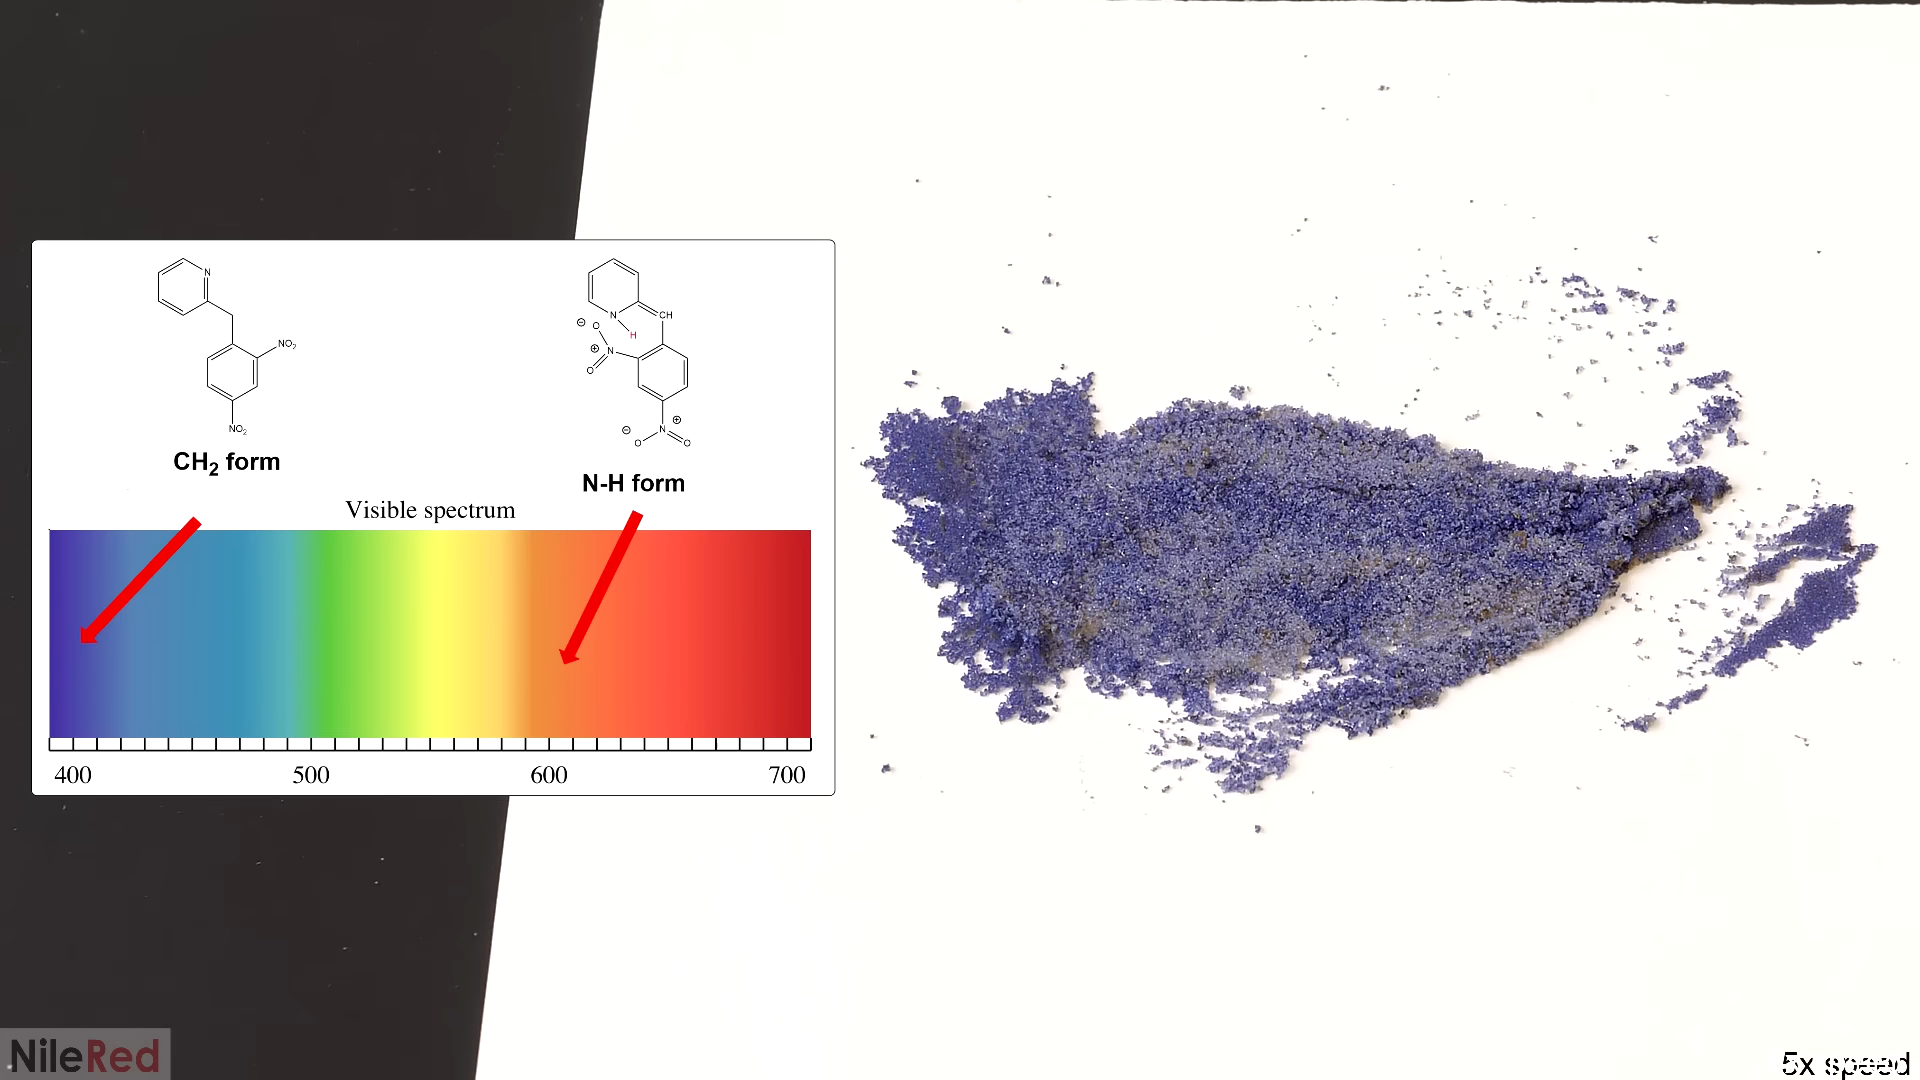 N
NO₂
NO₂
CH₂ form
N
H
CH
⊖
O
⊕
N
O
⊕
⊖
N
O
O
N-H form
Visible spectrum
400 500 600 700
NileRed
5x speed